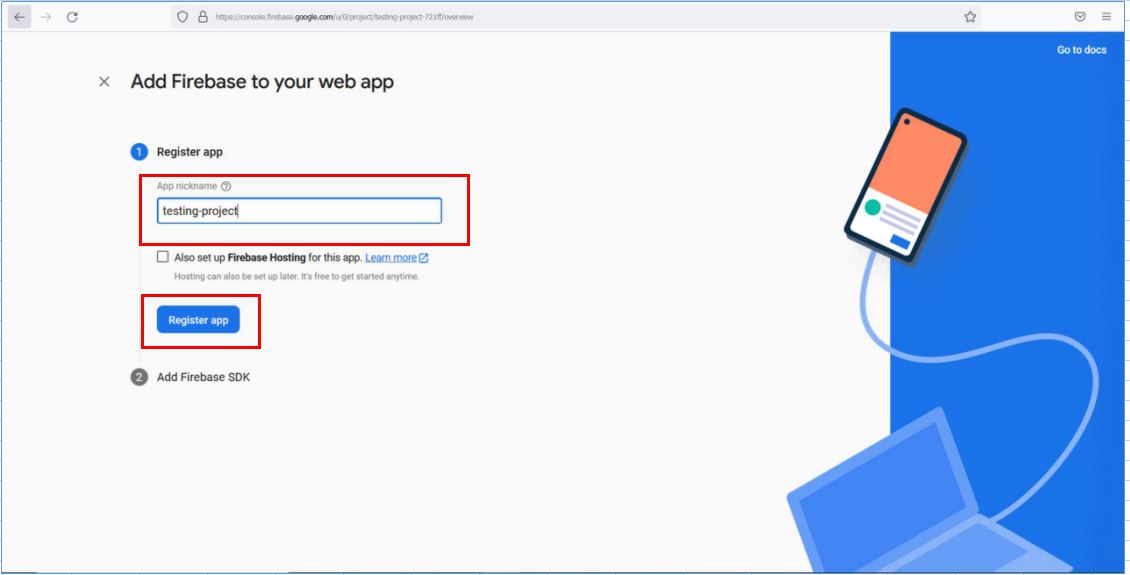 https://console.firebase.google.com/u/0/project/testing-project-721ff/overview
Go to docs
Add Firebase to your web app
1 Register app
App nickname
testing-project
Also set up Firebase Hosting for this app. Learn more
Hosting can also be set up later. It's free to get started anytime.
Register app
2 Add Firebase SDK